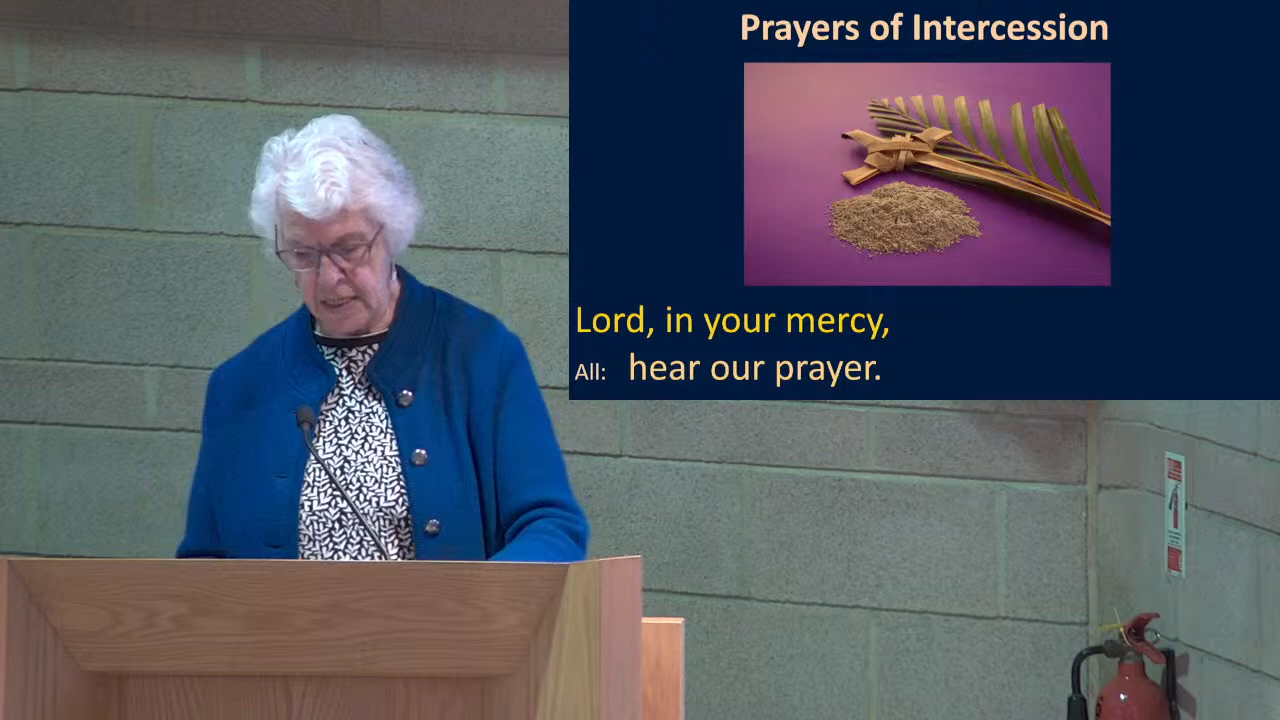 Prayers of Intercession
Lord, in your mercy,
All: hear our prayer.